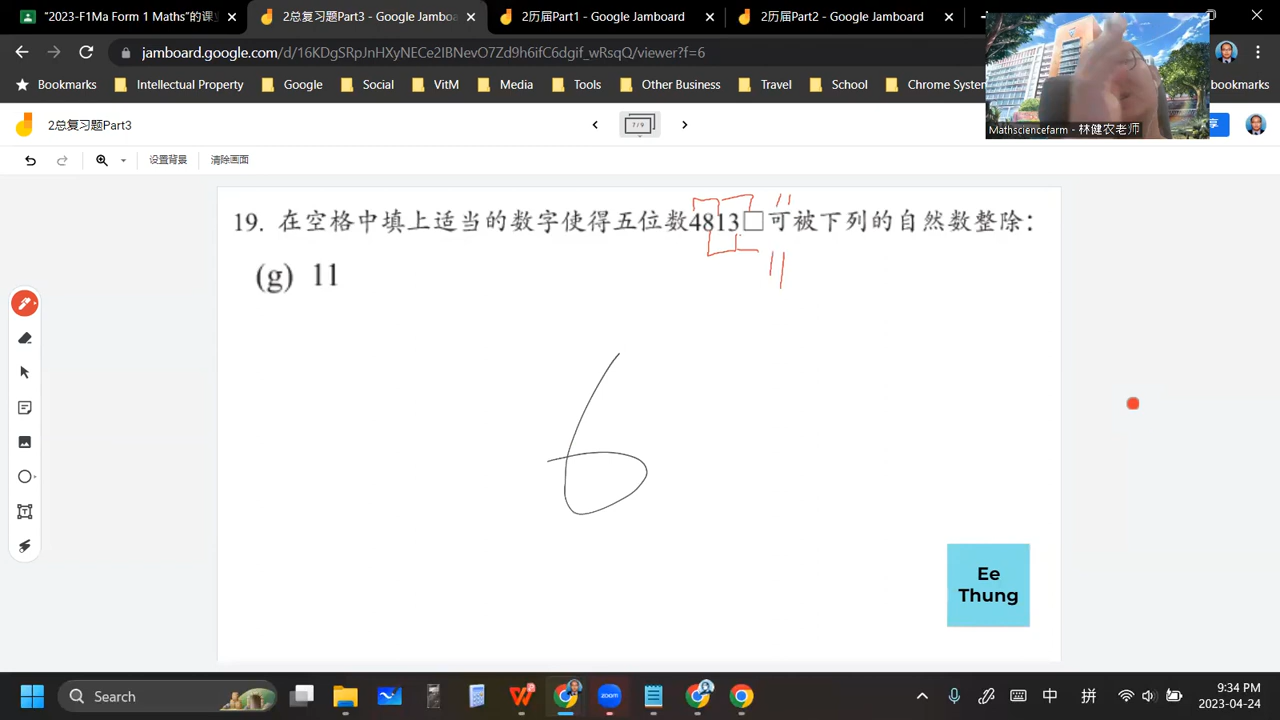 "2023-F1Ma Form 1 Maths"的课堂
2总复习题Part3 - Google Jamboa
2历届Part1 - Google Jamboard
2历届Part2 - Google Jamboard
jamboard.google.com/d/16KDqSRpJnHXyNECe2IBNevO7Zd9h6ifC6dgif_wRsqQ/viewer?f=6
Bookmarks
Intellectual Property
Social
VitM
Media
Tools
Other Business
Travel
School
Chrome System
bookmarks
Mathsciencefarm - 林健农老师
2总复习题Part3
7/9
享
设置背景
清除画面
19. 在空格中填上适当的数字使得五位数4813□可被下列的自然数整除：
11
11
(g) 11
6
Ee
Thung
Search
中
拼
9:34 PM
2023-04-24